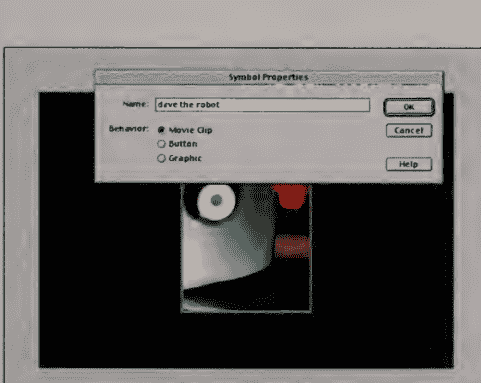 Symbol Properties
Name: dave the robot
OK
Behavior: Movie Clip
Cancel
Button
Graphic
Help